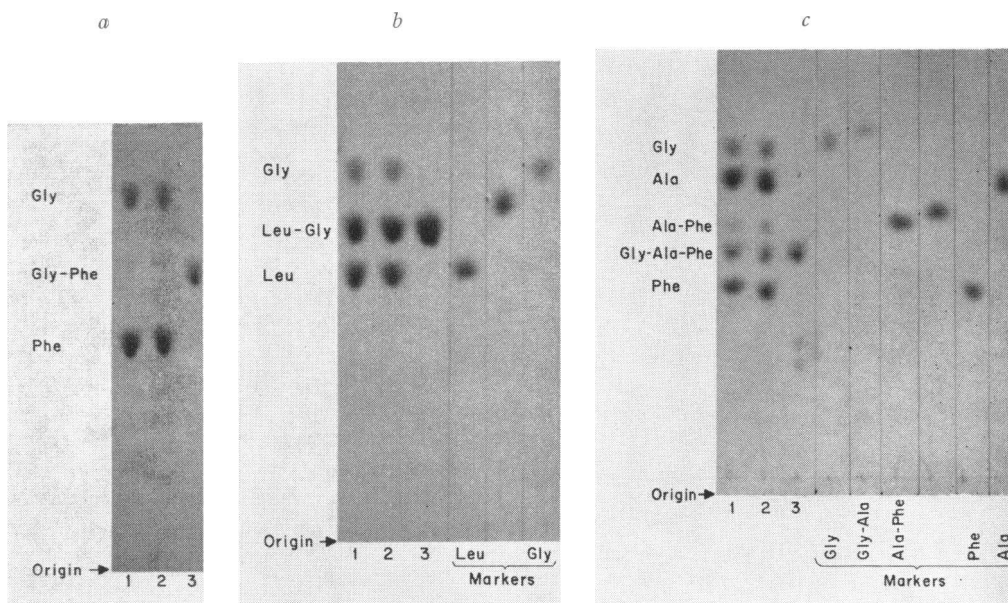 a
Gly
Gly-Phe
Phe
Origin
1 2 3
b
Gly
Leu-Gly
Leu
Origin
1 2 3 Leu Gly
Markers
c
Gly
Ala
Ala-Phe
Gly-Ala-Phe
Phe
Origin
1 2 3 Gly Gly-Ala Ala-Phe Phe Ala
Markers